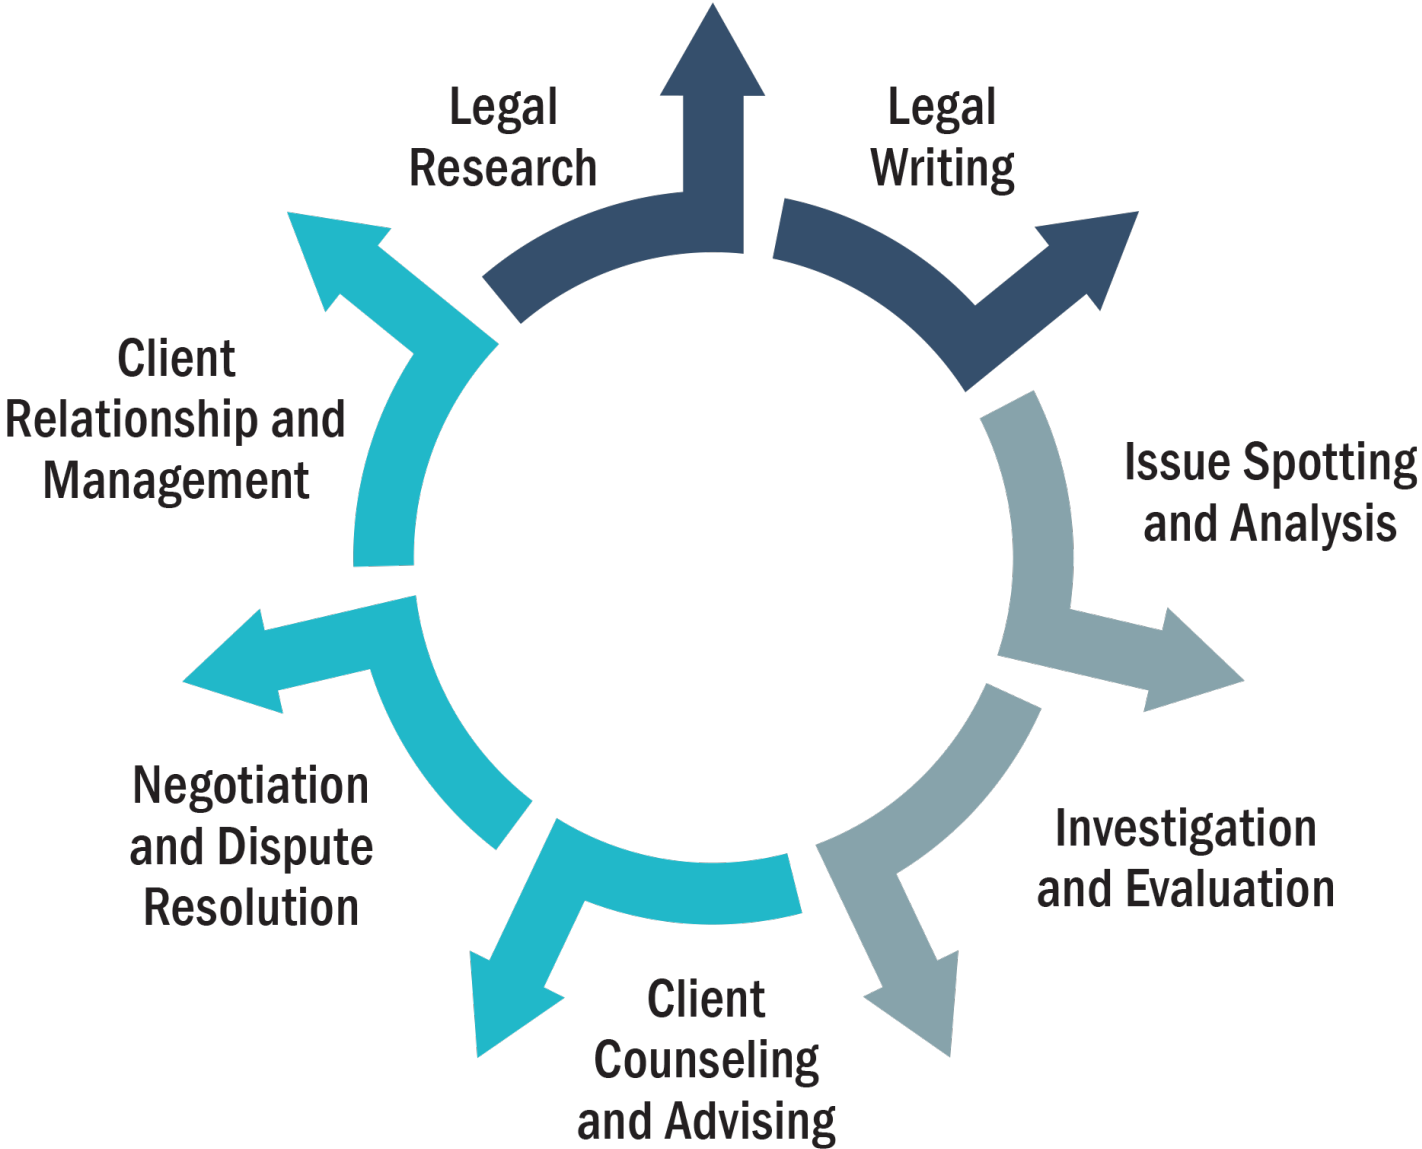 Legal
Research
Legal
Writing
Issue Spotting
and Analysis
Investigation
and Evaluation
Client
Counseling
and Advising
Negotiation
and Dispute
Resolution
Client
Relationship and
Management